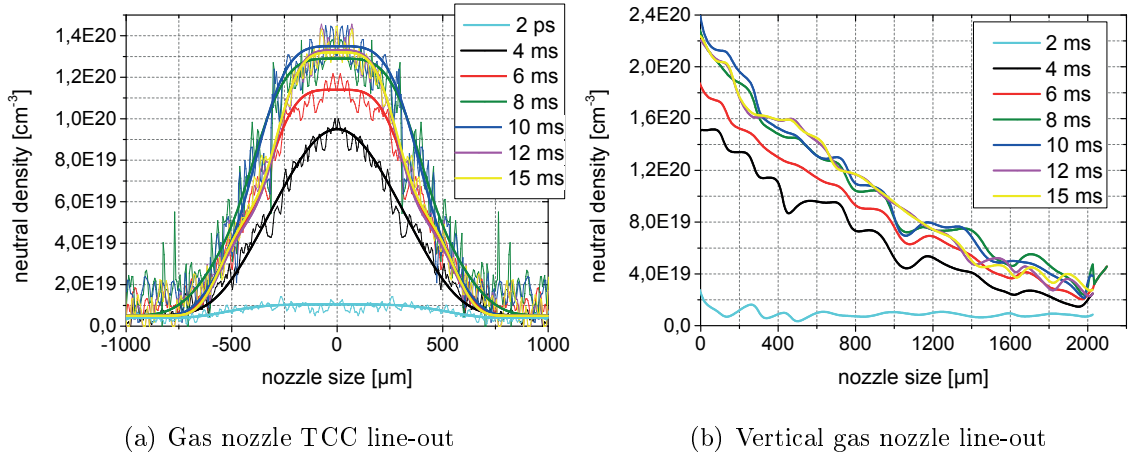 1,4E20
1,2E20
1,0E20
8,0E19
6,0E19
4,0E19
2,0E19
0,0
neutral density [cm-3]
-1000
-500
0
500
1000
nozzle size [µm]
2 ps
4 ms
6 ms
8 ms
10 ms
12 ms
15 ms
(a) Gas nozzle TCC line-out
2,4E20
2,0E20
1,6E20
1,2E20
8,0E19
4,0E19
0,0
neutral density [cm-3]
0
400
800
1200
1600
2000
nozzle size [µm]
2 ms
4 ms
6 ms
8 ms
10 ms
12 ms
15 ms
(b) Vertical gas nozzle line-out